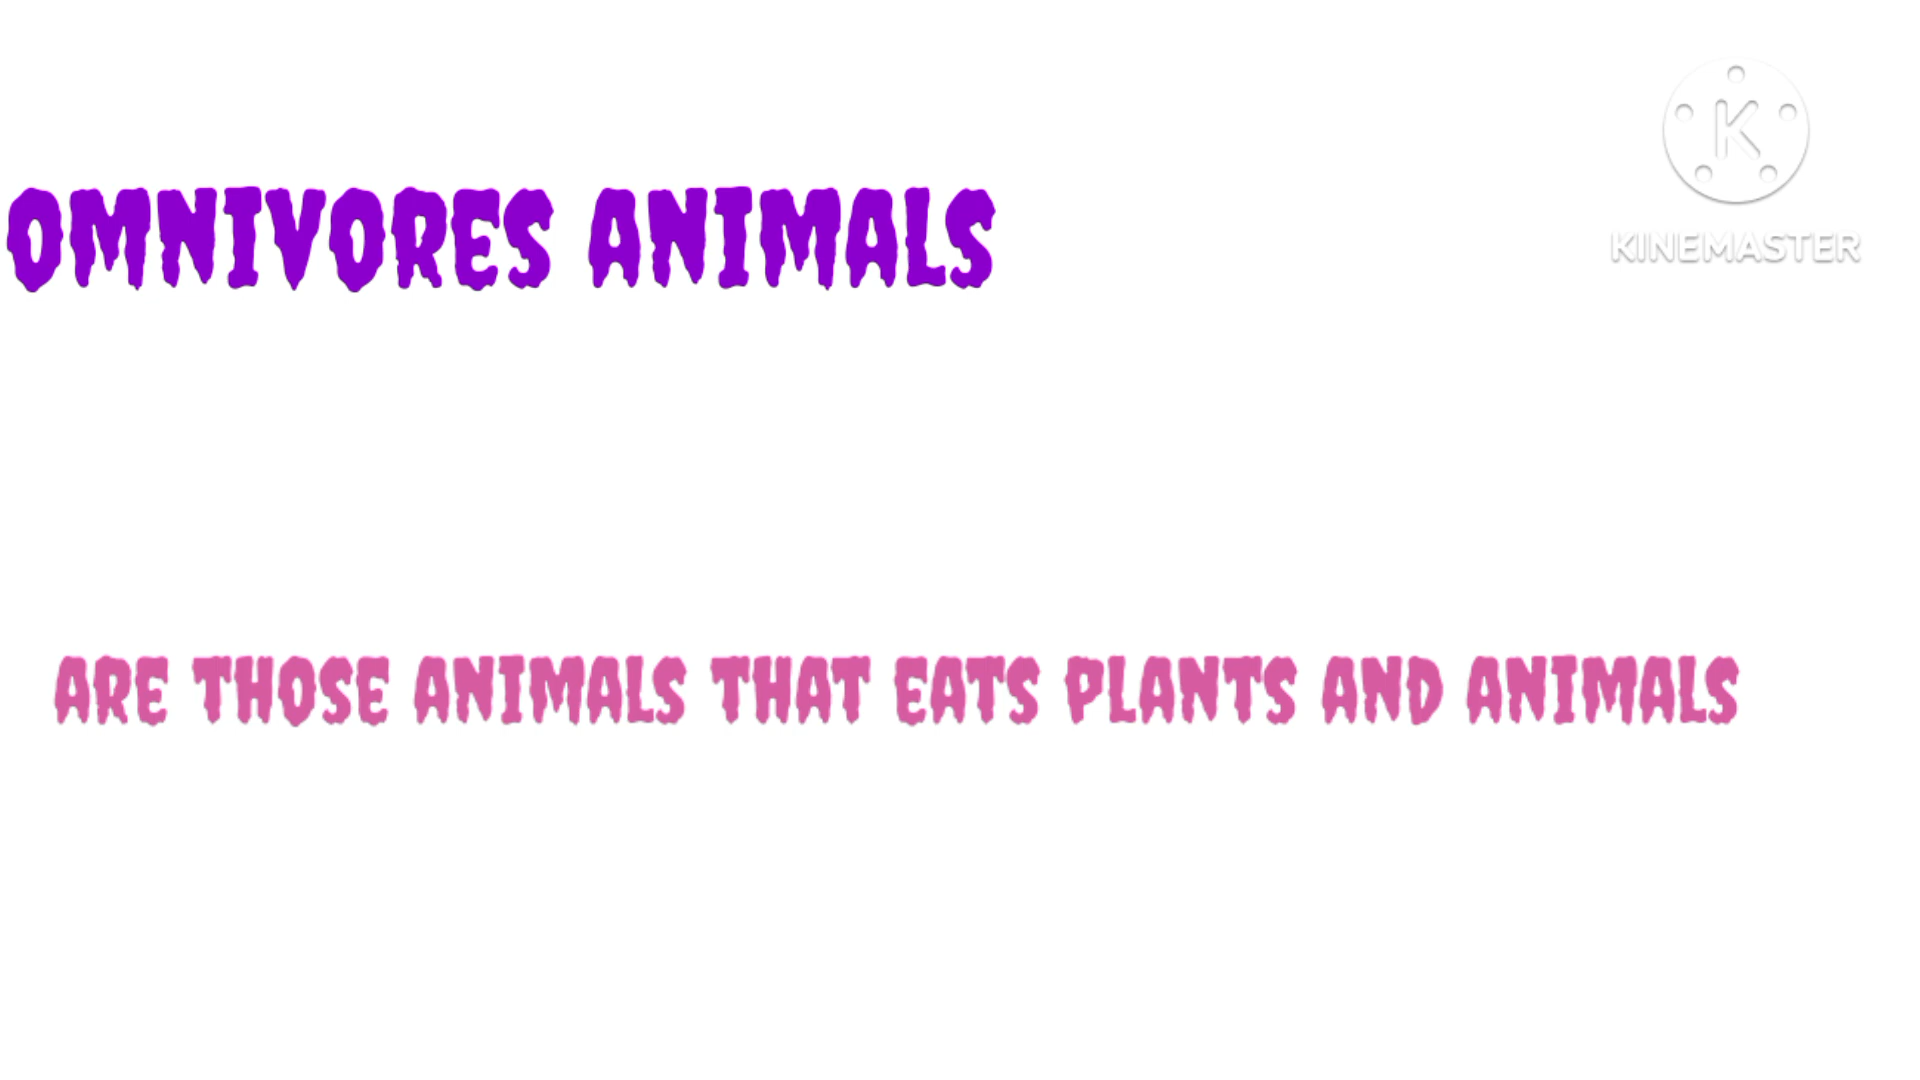 K
KINEMASTER
OMNIVORES ANIMALS
ARE THOSE ANIMALS THAT EATS PLANTS AND ANIMALS